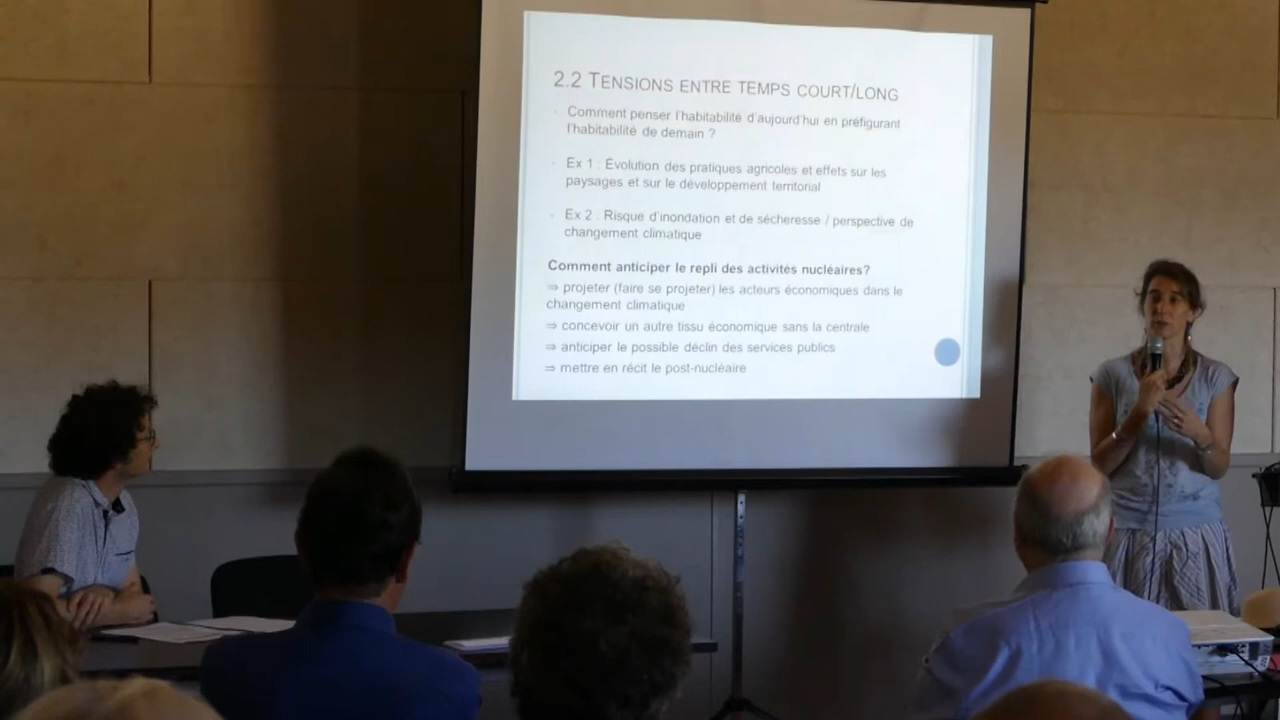 2.2 TENSIONS ENTRE TEMPS COURT/LONG
Comment penser l'habitabilité d'aujourd'hui en préfigurant
l'habitabilité de demain ?
Ex 1 : Évolution des pratiques agricoles et effets sur les
paysages et sur le développement territorial
Ex 2 : Risque d'inondation et de sécheresse / perspective de
changement climatique
Comment anticiper le repli des activités nucléaires?
⇒ projeter (faire se projeter) les acteurs économiques dans le
changement climatique
⇒ concevoir un autre tissu économique sans la centrale
⇒ anticiper le possible déclin des services publics
⇒ mettre en récit le post-nucléaire